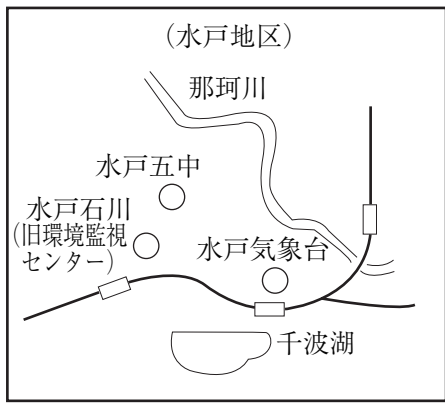 (水戸地区)
那珂川
水戸五中
水戸石川
(旧環境監視
センター)
水戸気象台
千波湖